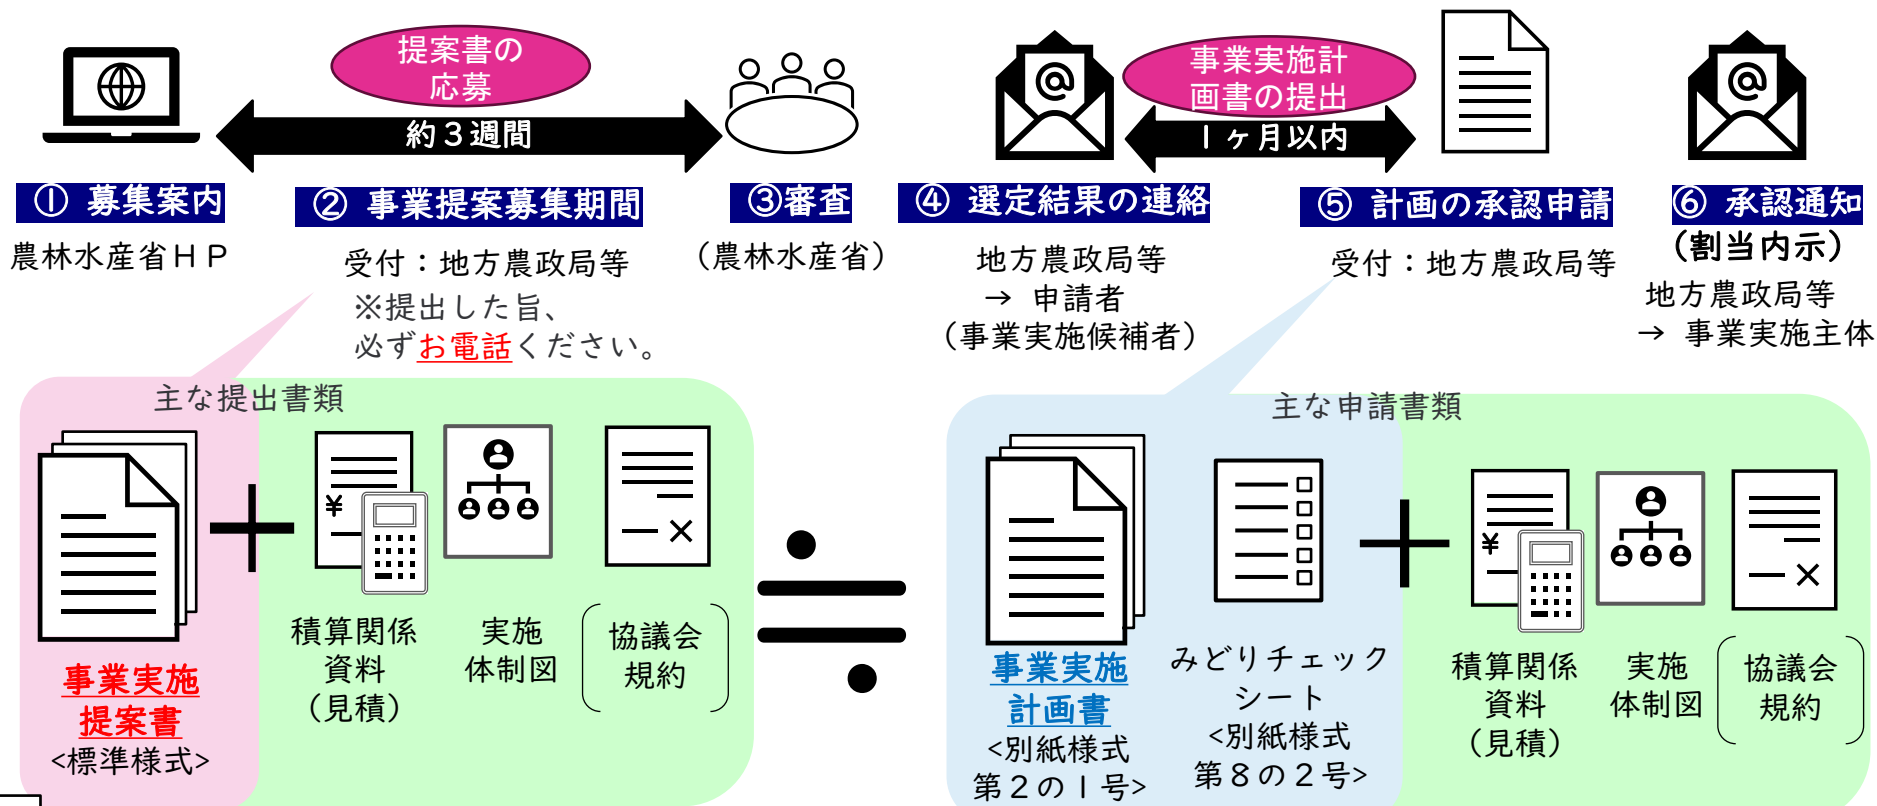 提案書の
応募
約３週間
事業実施計
画書の提出
１ヶ月以内
① 募集案内
農林水産省ＨＰ
② 事業提案募集期間
受付：地方農政局等
※提出した旨、
必ずお電話ください。
③審査
（農林水産省）
④ 選定結果の連絡
地方農政局等
→ 申請者
（事業実施候補者）
⑤ 計画の承認申請
受付：地方農政局等
⑥ 承認通知
（割当内示）
地方農政局等
→ 事業実施主体
主な提出書類
¥
事業実施
提案書
<標準様式>
積算関係
資料
（見積）
実施
体制図
協議会
規約
主な申請書類
¥
事業実施
計画書
<別紙様式
第２の１号>
みどりチェック
シート
<別紙様式
第８の２号>
積算関係
資料
（見積）
実施
体制図
協議会
規約